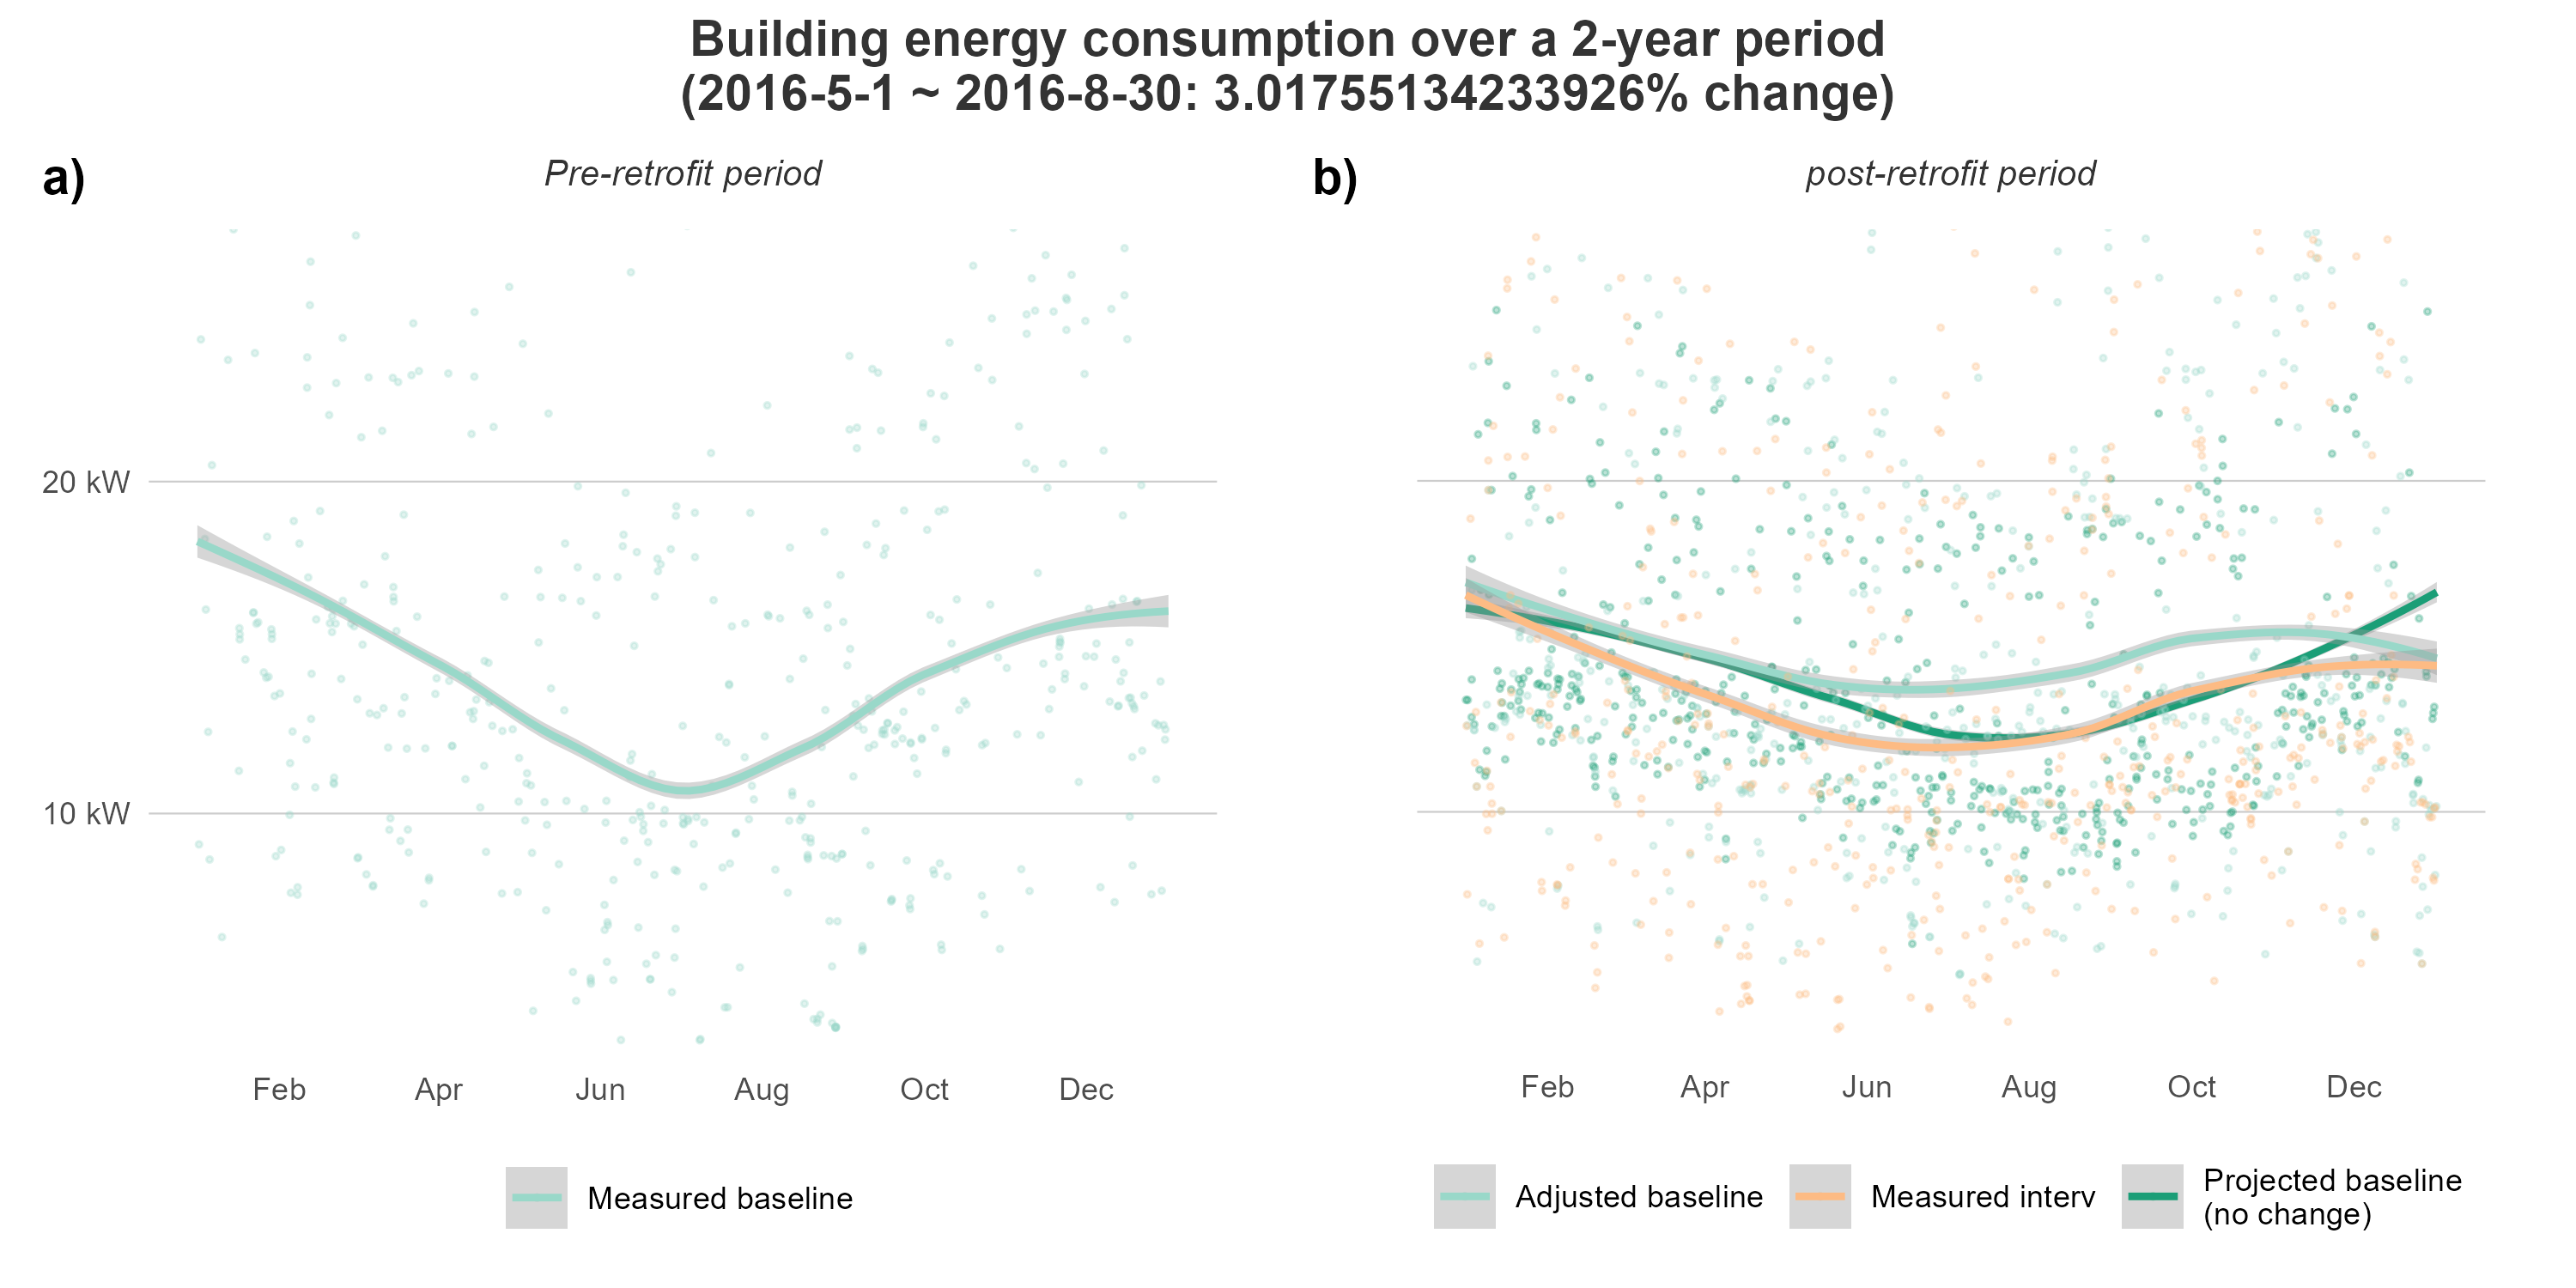 Building energy consumption over a 2-year period
(2016-5-1 ~ 2016-8-30: 3.01755134233926% change)
a)
Pre-retrofit period
20 kW
10 kW
Feb Apr Jun Aug Oct Dec
Measured baseline
b)
post-retrofit period
Feb Apr Jun Aug Oct Dec
Adjusted baseline
Measured interv
Projected baseline
(no change)